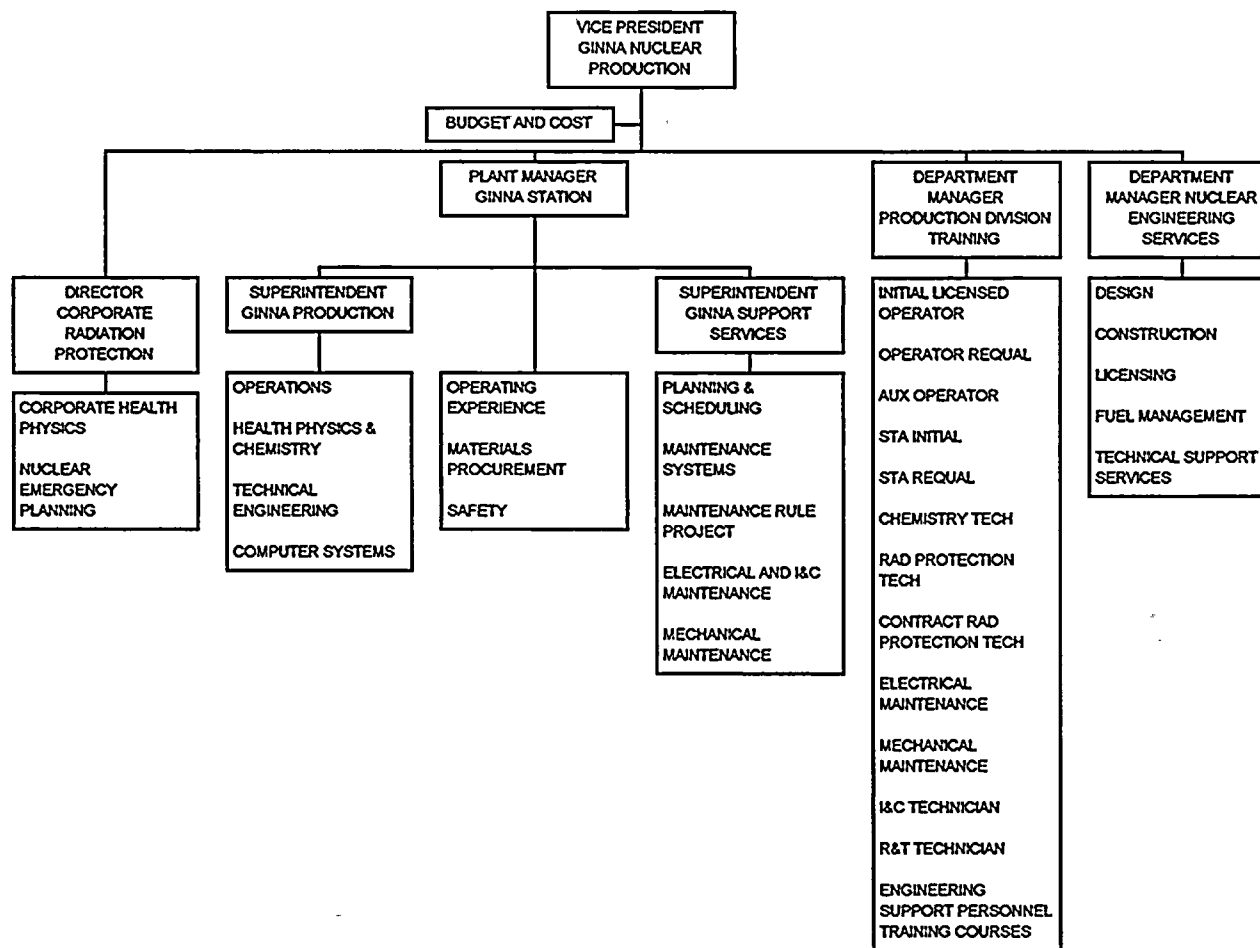 VICE PRESIDENT
GINNA NUCLEAR
PRODUCTION
BUDGET AND COST
PLANT MANAGER
GINNA STATION
DEPARTMENT
MANAGER
PRODUCTION DIVISION
TRAINING
DEPARTMENT
MANAGER NUCLEAR
ENGINEERING
SERVICES
DIRECTOR
CORPORATE
RADIATION
PROTECTION
SUPERINTENDENT
GINNA PRODUCTION
SUPERINTENDENT
GINNA SUPPORT
SERVICES
CORPORATE HEALTH
PHYSICS
NUCLEAR
EMERGENCY
PLANNING
OPERATIONS
HEALTH PHYSICS &
CHEMISTRY
TECHNICAL
ENGINEERING
COMPUTER SYSTEMS
OPERATING
EXPERIENCE
MATERIALS
PROCUREMENT
SAFETY
PLANNING &
SCHEDULING
MAINTENANCE
SYSTEMS
MAINTENANCE RULE
PROJECT
ELECTRICAL AND I&C
MAINTENANCE
MECHANICAL
MAINTENANCE
INITIAL LICENSED
OPERATOR
OPERATOR REQUAL
AUX OPERATOR
STA INITIAL
STA REQUAL
CHEMISTRY TECH
RAD PROTECTION
TECH
CONTRACT RAD
PROTECTION TECH
ELECTRICAL
MAINTENANCE
MECHANICAL
MAINTENANCE
I&C TECHNICIAN
R&T TECHNICIAN
ENGINEERING
SUPPORT PERSONNEL
TRAINING COURSES
DESIGN
CONSTRUCTION
LICENSING
FUEL MANAGEMENT
TECHNICAL SUPPORT
SERVICES